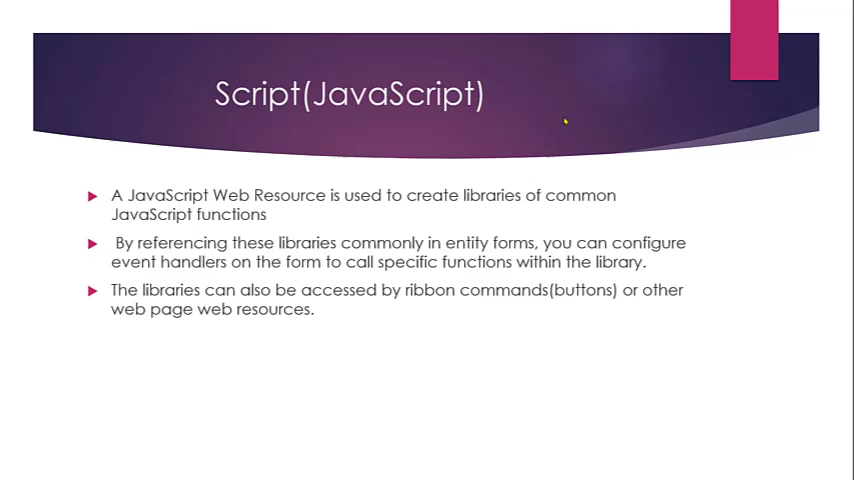 Script(JavaScript)
A JavaScript Web Resource is used to create libraries of common
JavaScript functions
By referencing these libraries commonly in entity forms, you can configure
event handlers on the form to call specific functions within the library.
The libraries can also be accessed by ribbon commands(buttons) or other
web page web resources.